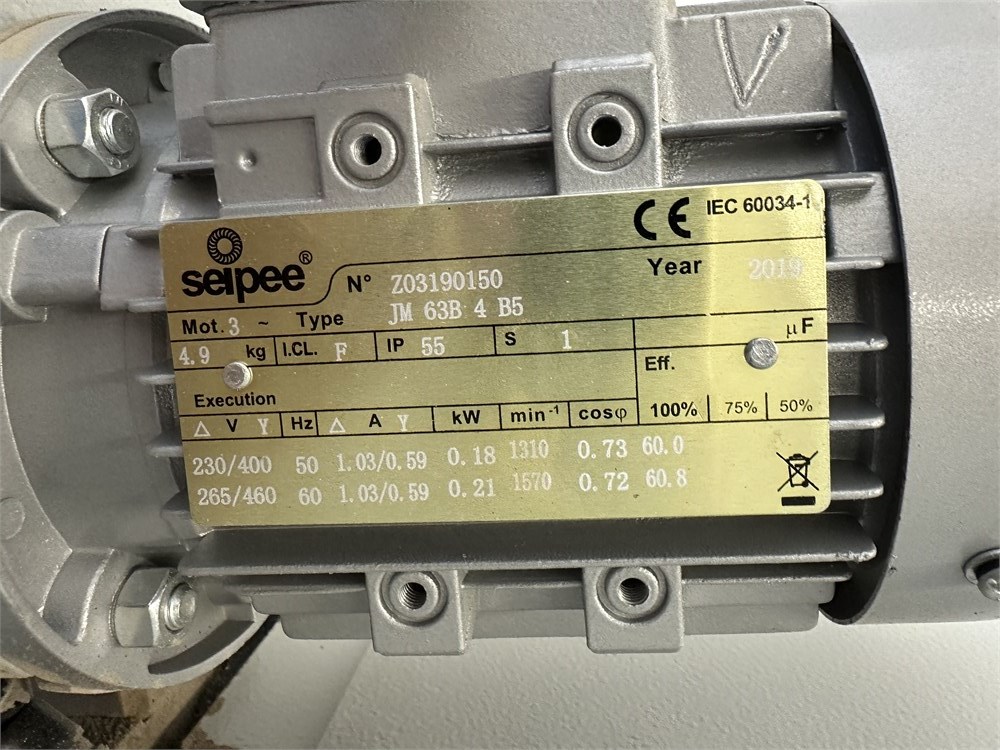 V
CE IEC 60034-1
seipee® N° Z03190150 Year 2019
Mot. 3 ~ Type JM 63B 4 B5
4.9 kg I.CL. F IP 55 S 1 µF
Execution Eff.
△ V Y Hz △ A Y kW min-1 cosφ 100% 75% 50%
230/400 50 1.03/0.59 0.18 1310 0.73 60.0
265/460 60 1.03/0.59 0.21 1570 0.72 60.8